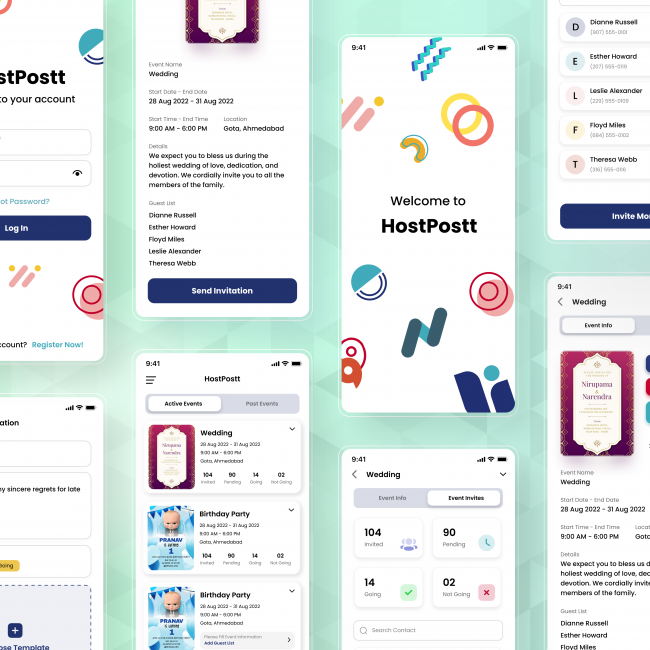 stPostt
to your account
ot Password?
Log In
ccount? Register Now!
Event Name
Wedding
Start Date - End Date
28 Aug 2022 - 31 Aug 2022
Start Time - End Time Location
9:00 AM - 6:00 PM Gota, Ahmedabad
Details
We expect you to bless us during the
holiest wedding of love, dedication, and
devotion. We cordially invite you to all the
members of the family.
Guest List
Dianne Russell
Esther Howard
Floyd Miles
Leslie Alexander
Theresa Webb
Send Invitation
9:41
Welcome to
HostPostt
D Dianne Russell
(907) 555-0101
E Esther Howard
(207) 555-0119
L Leslie Alexander
(229) 555-0109
F Floyd Miles
(684) 555-0102
T Theresa Webb
(316) 555-0116
Invite Mo
ation
ny sincere regrets for late
Going
ose Template
9:41
HostPostt
Active Events Past Events
Wedding
28 Aug 2022 - 31 Aug 2022
9:00 AM - 6:00 PM
Gota, Ahmedabad
104 90 14 02
Invited Pending Going Not Going
PRANAV
1
Birthday Party
28 Aug 2022 - 31 Aug 2022
9:00 AM - 6:00 PM
Gota, Ahmedabad
104 90 14 02
Invited Pending Going Not Going
PRANAV
1
Birthday Party
28 Aug 2022 - 31 Aug 2022
9:00 AM - 6:00 PM
Gota, Ahmedabad
Please Fill Event Information
Add Guest List
9:41
Wedding
Event Info Event Invites
104
Invited
90
Pending
14
Going
02
Not Going
Search Contact
9:41
Wedding
Event Info
Nirupama
&
Narendra
Event Name
Wedding
Start Date - End Date
28 Aug 2022 - 31 Aug 2022
Start Time - End Time Locat
9:00 AM - 6:00 PM Gota
Details
We expect you to bless us d
holiest wedding of love, ded
devotion. We cordially invite
members of the family.
Guest List
Dianne Russell
Esther Howard
Floyd Miles